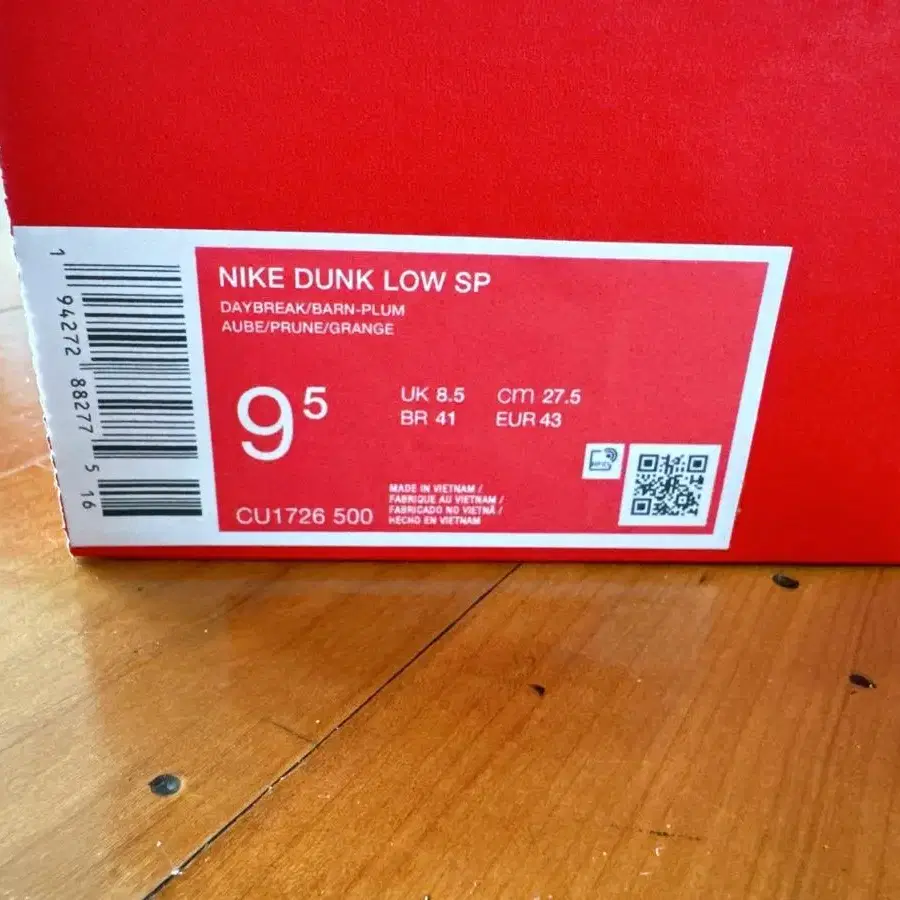 NIKE DUNK LOW SP
DAYBREAK/BARN-PLUM
AUBE/PRUNE/GRANGE
9 5
UK 8.5 cm 27.5
BR 41 EUR 43
MADE IN VIETNAM /
FABRIQUE AU VIETNAM /
FABRICADO NO VIETNÃ /
HECHO EN VIETNAM
CU1726 500
1 94272 88277 5 16